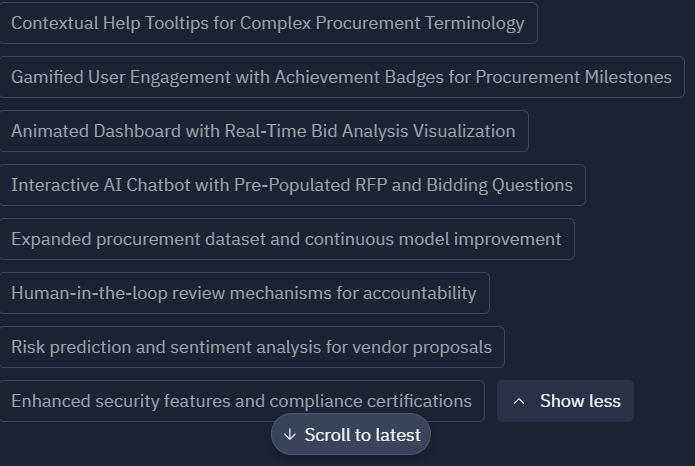 Contextual Help Tooltips for Complex Procurement Terminology
Gamified User Engagement with Achievement Badges for Procurement Milestones
Animated Dashboard with Real-Time Bid Analysis Visualization
Interactive AI Chatbot with Pre-Populated RFP and Bidding Questions
Expanded procurement dataset and continuous model improvement
Human-in-the-loop review mechanisms for accountability
Risk prediction and sentiment analysis for vendor proposals
Enhanced security features and compliance certifications Show less
Scroll to latest